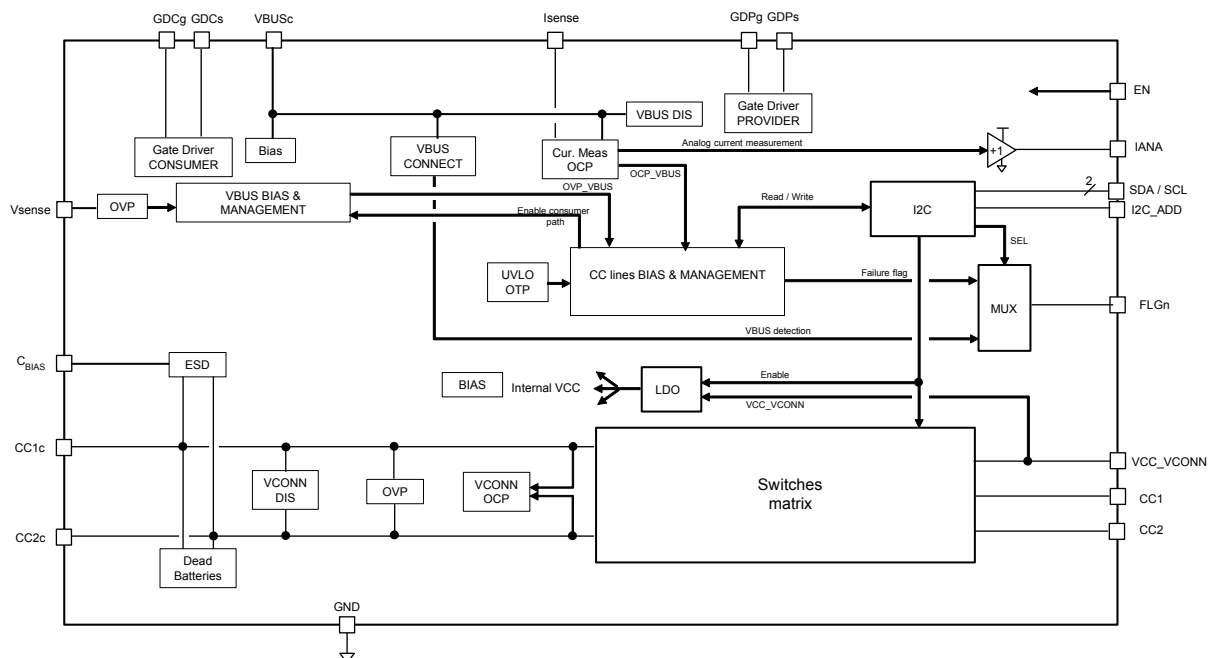 GDCg GDCs VBUSc Isense GDPg GDPs
EN
VBUS DIS
Gate Driver
PROVIDER
Gate Driver
CONSUMER
Bias
VBUS
CONNECT
Cur. Meas
OCP
Analog current measurement
+1
IANA
OCP_VBUS
OVP_VBUS
Vsense
OVP
VBUS BIAS &
MANAGEMENT
Enable consumer
path
Read / Write
I2C
2
SDA / SCL
I2C_ADD
SEL
UVLO
OTP
CC lines BIAS & MANAGEMENT
Failure flag
MUX
FLGn
VBUS detection
CBIAS
ESD
BIAS
Internal VCC
LDO
Enable
VCC_VCONN
CC1c
VCONN
DIS
OVP
VCONN
OCP
Switches
matrix
VCC_VCONN
CC1
CC2c
CC2
Dead
Batteries
GND